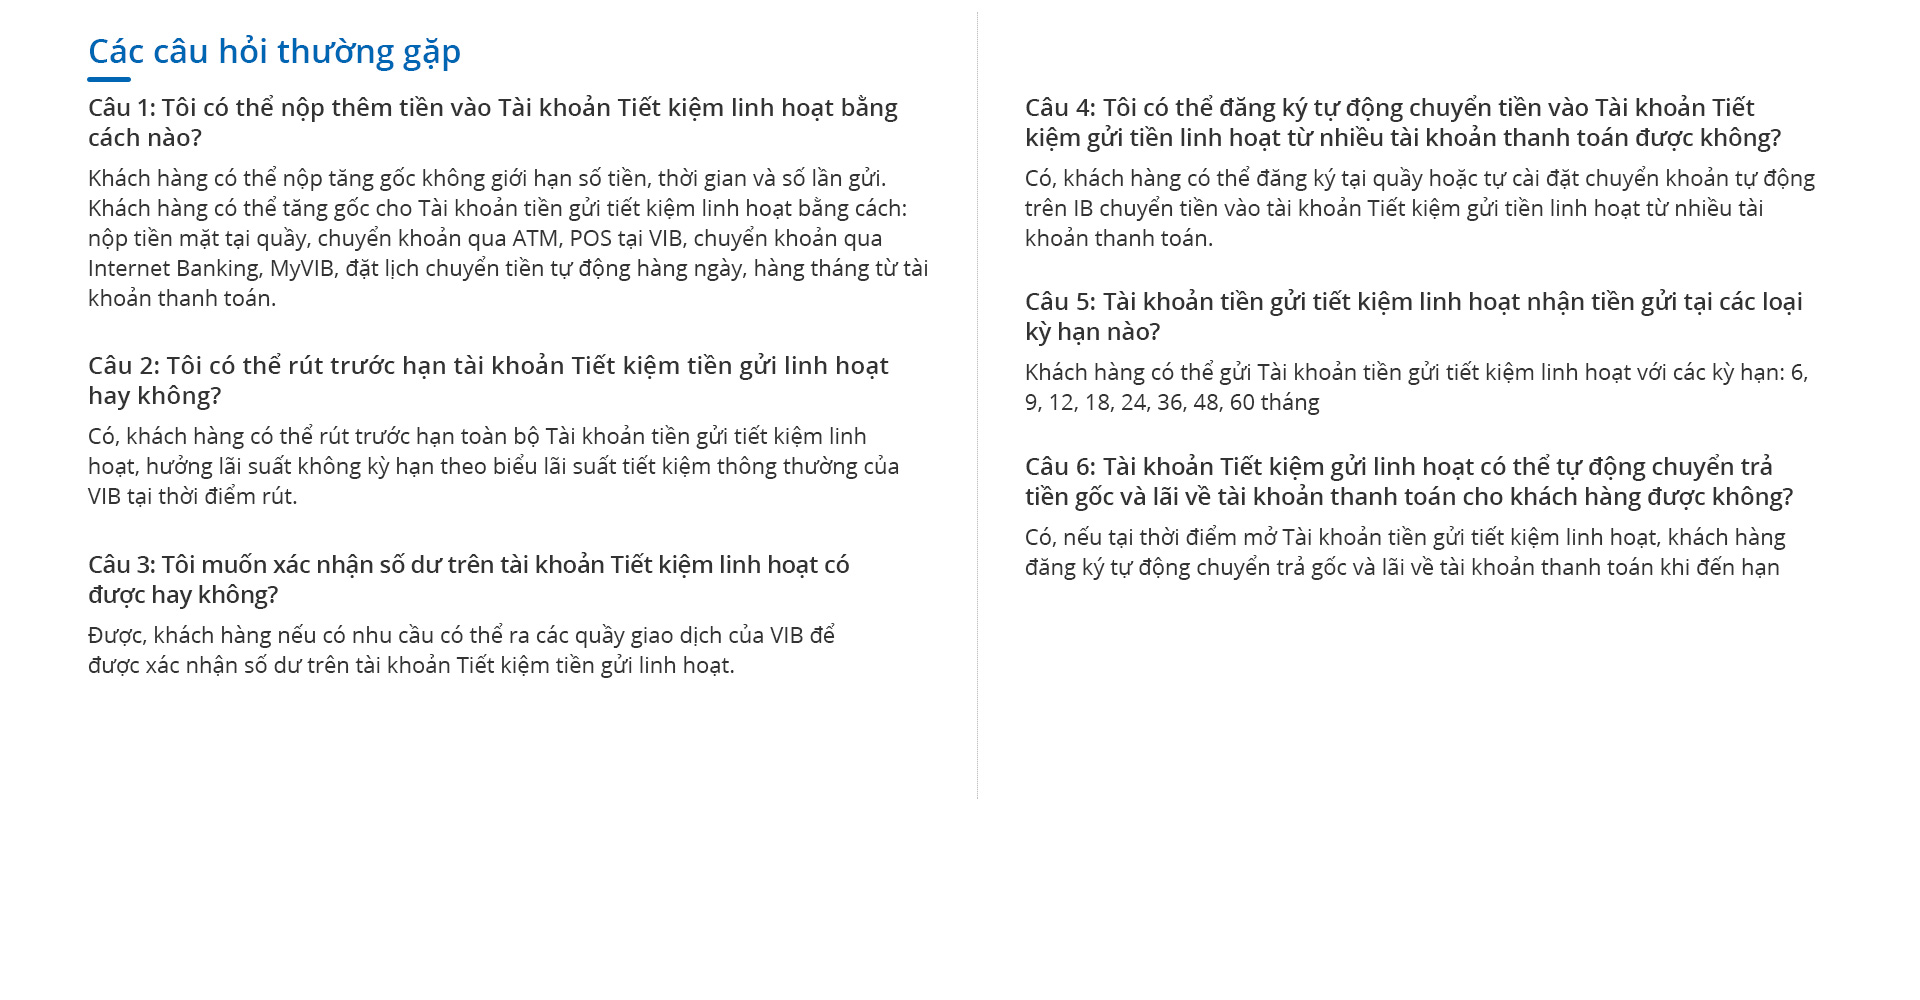 Các câu hỏi thường gặp
Câu 1: Tôi có thể nộp thêm tiền vào Tài khoản Tiết kiệm linh hoạt bằng
cách nào?
Khách hàng có thể nộp tăng gốc không giới hạn số tiền, thời gian và số lần gửi.
Khách hàng có thể tăng gốc cho Tài khoản tiền gửi tiết kiệm linh hoạt bằng cách:
nộp tiền mặt tại quầy, chuyển khoản qua ATM, POS tại VIB, chuyển khoản qua
Internet Banking, MyVIB, đặt lịch chuyển tiền tự động hàng ngày, hàng tháng từ tài
khoản thanh toán.
Câu 2: Tôi có thể rút trước hạn tài khoản Tiết kiệm tiền gửi linh hoạt
hay không?
Có, khách hàng có thể rút trước hạn toàn bộ Tài khoản tiền gửi tiết kiệm linh
hoạt, hưởng lãi suất không kỳ hạn theo biểu lãi suất tiết kiệm thông thường của
VIB tại thời điểm rút.
Câu 3: Tôi muốn xác nhận số dư trên tài khoản Tiết kiệm linh hoạt có
được hay không?
Được, khách hàng nếu có nhu cầu có thể ra các quầy giao dịch của VIB để
được xác nhận số dư trên tài khoản Tiết kiệm tiền gửi linh hoạt.
Câu 4: Tôi có thể đăng ký tự động chuyển tiền vào Tài khoản Tiết
kiệm gửi tiền linh hoạt từ nhiều tài khoản thanh toán được không?
Có, khách hàng có thể đăng ký tại quầy hoặc tự cài đặt chuyển khoản tự động
trên IB chuyển tiền vào tài khoản Tiết kiệm gửi tiền linh hoạt từ nhiều tài
khoản thanh toán.
Câu 5: Tài khoản tiền gửi tiết kiệm linh hoạt nhận tiền gửi tại các loại
kỳ hạn nào?
Khách hàng có thể gửi Tài khoản tiền gửi tiết kiệm linh hoạt với các kỳ hạn: 6,
9, 12, 18, 24, 36, 48, 60 tháng
Câu 6: Tài khoản Tiết kiệm gửi linh hoạt có thể tự động chuyển trả
tiền gốc và lãi về tài khoản thanh toán cho khách hàng được không?
Có, nếu tại thời điểm mở Tài khoản tiền gửi tiết kiệm linh hoạt, khách hàng
đăng ký tự động chuyển trả gốc và lãi về tài khoản thanh toán khi đến hạn